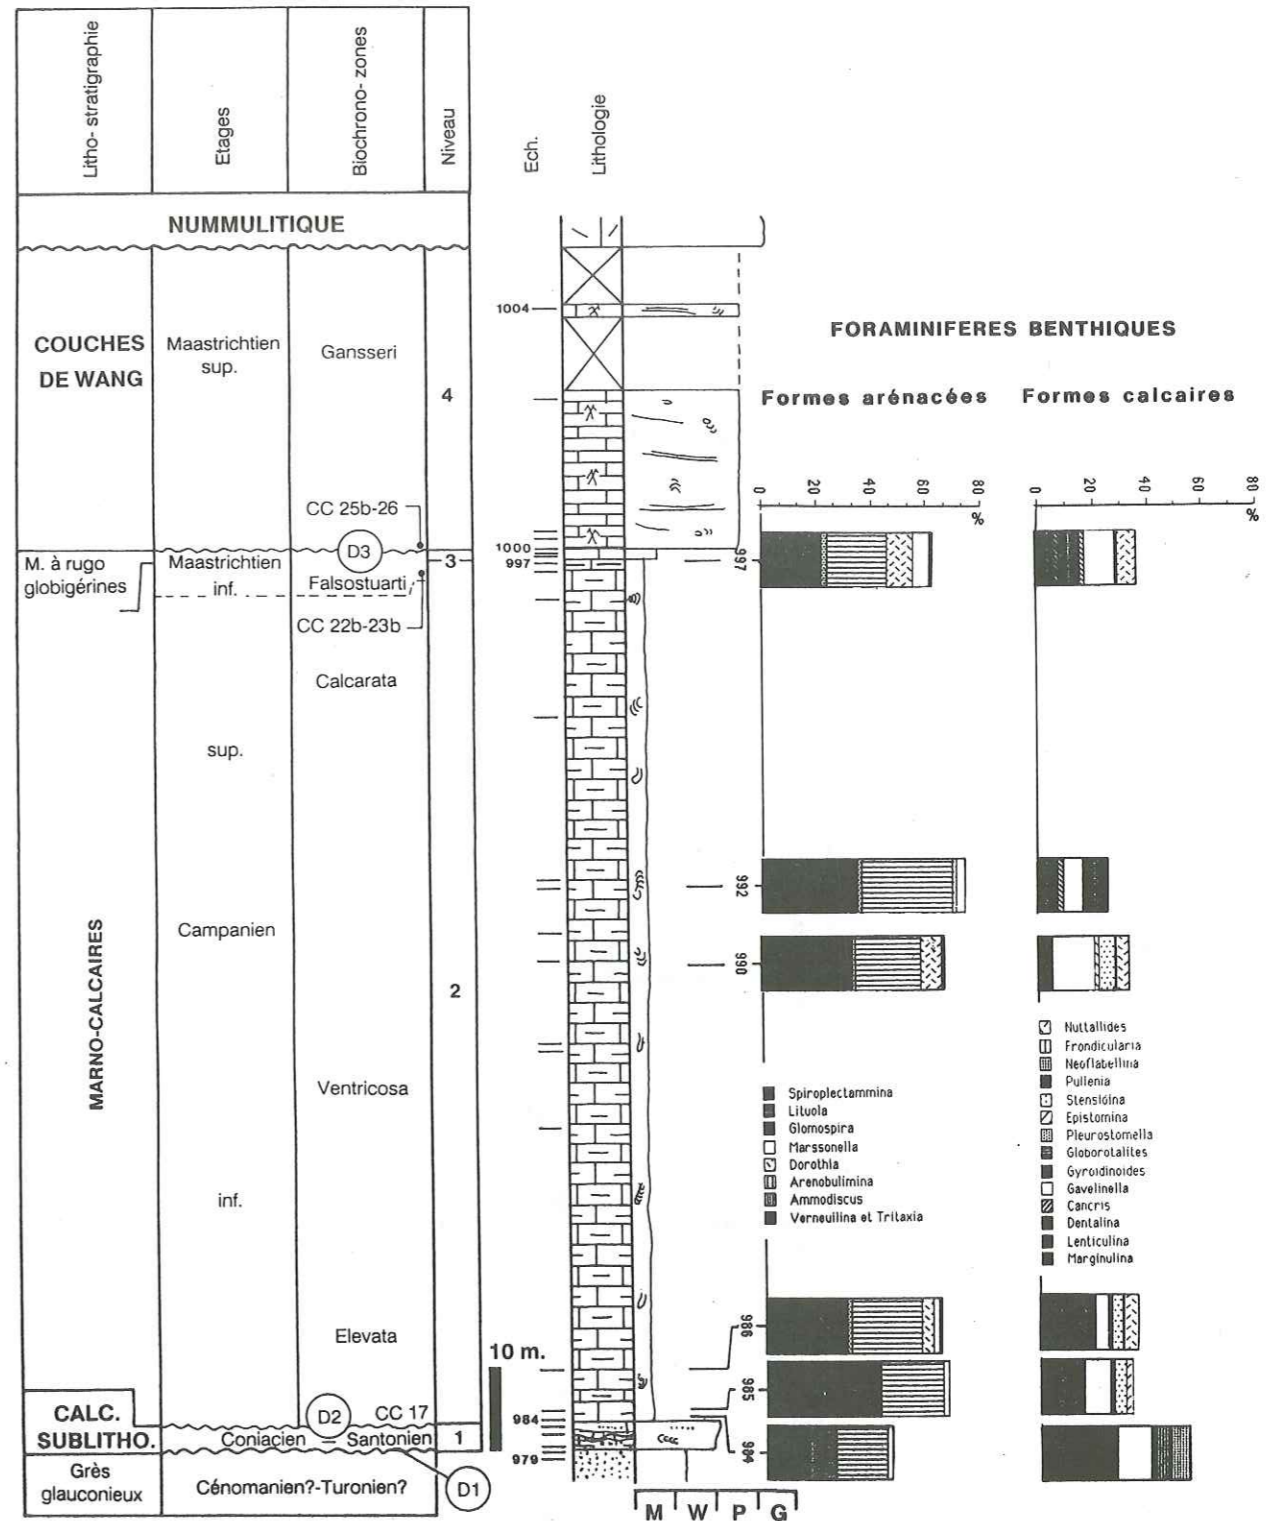 Litho- stratigraphie
Etages
Biochrono- zones
Niveau
Ech.
Lithologie
NUMMULITIQUE
COUCHES
DE WANG
Maastrichtien
sup.
Gansseri
4
1004
FORAMINIFERES BENTHIQUES
Formes arénacées
Formes calcaires
0 20 40 60 80
%
0 20 40 60 80
%
CC 25b-26
D3
M. à rugo
globigérines
Maastrichtien
inf.
Falsostuarti
3
1000
997
997
CC 22b-23b
Calcarata
sup.
MARNO-CALCAIRES
Campanien
2
992
990
Ventricosa
inf.
Spiroplectammina
Lituola
Glomospira
Marssonella
Dorothia
Arenobulimina
Ammodiscus
Verneuilina et Tritaxia
Nuttallides
Frondicularia
Neoflabellina
Pullenia
Stensiöina
Epistomina
Pleurostomella
Globorotalites
Gyroidinoides
Gavelinella
Cancris
Dentalina
Lenticulina
Marginulina
Elevata
10 m.
986
985
984
CALC.
SUBLITHO.
D2
CC 17
Coniacien — Santonien
1
984
979
Grès
glauconieux
Cénomanien?-Turonien?
D1
M W P G